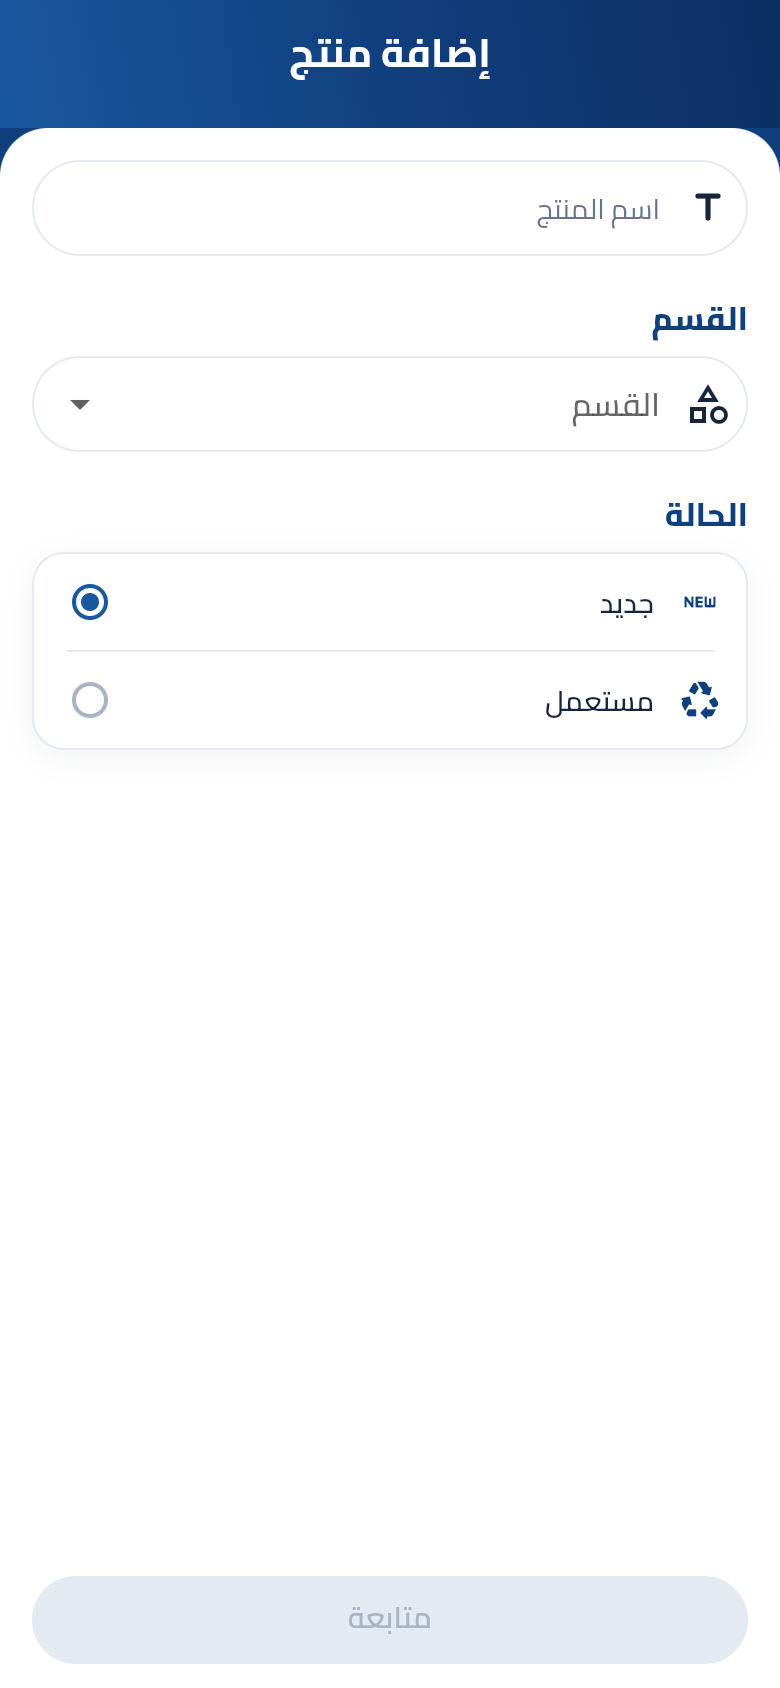 إضافة منتج
اسم المنتج
القسم
القسم
الحالة
NEW جديد
مستعمل
متابعة